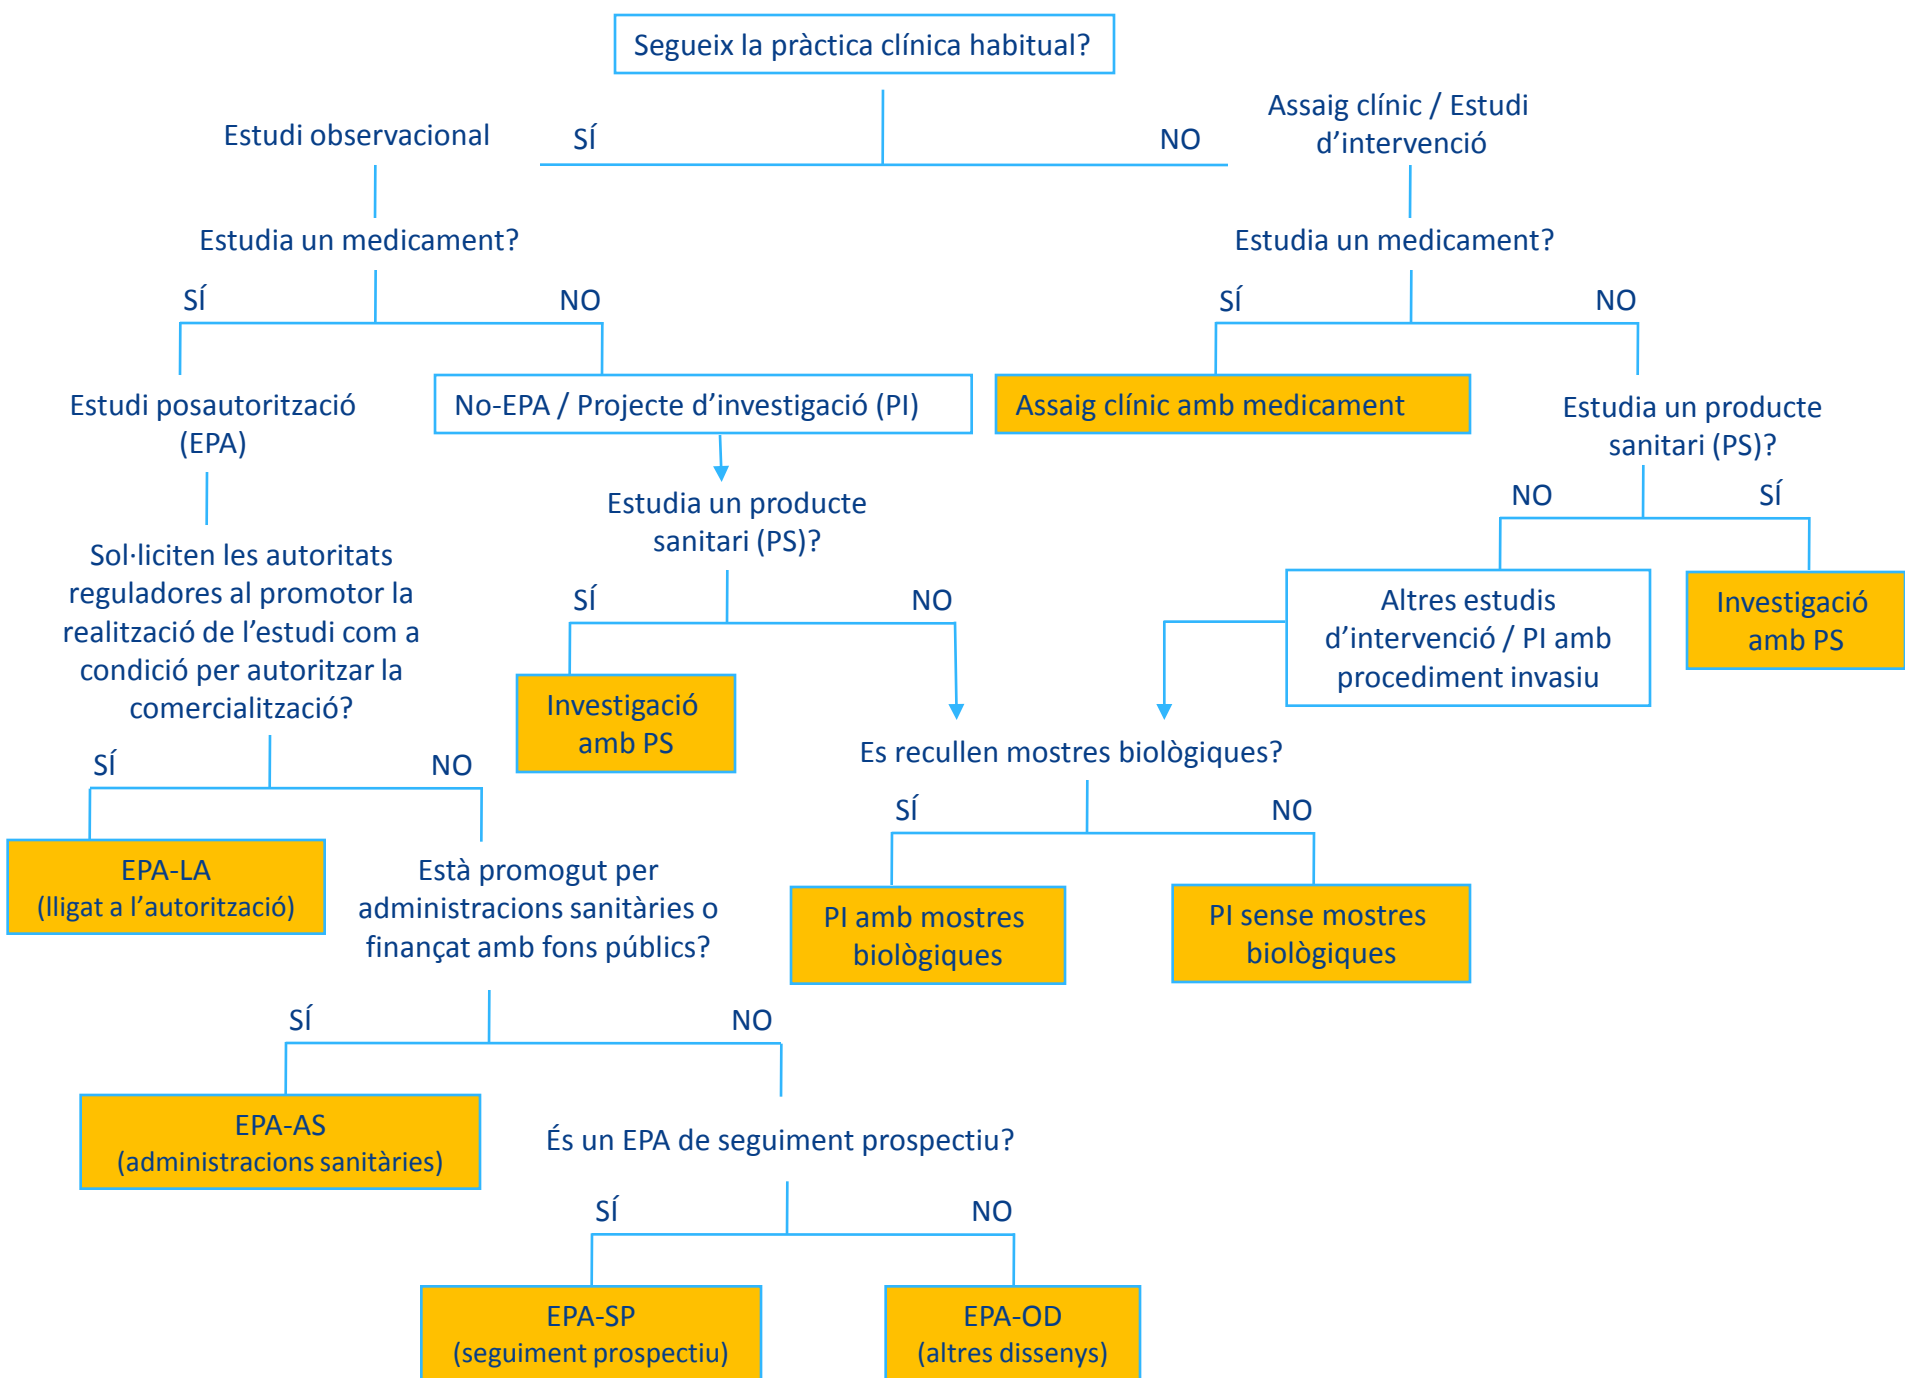 Segueix la pràctica clínica habitual?
Estudi observacional
SÍ
NO
Assaig clínic / Estudi
d'intervenció
Estudia un medicament?
SÍ
NO
Estudia un medicament?
SÍ
NO
Estudi posautorització
(EPA)
No-EPA / Projecte d'investigació (PI)
Assaig clínic amb medicament
Estudia un producte
sanitari (PS)?
Estudia un producte
sanitari (PS)?
NO
SÍ
Sol·liciten les autoritats
reguladores al promotor la
realització de l'estudi com a
condició per autoritzar la
comercialització?
SÍ
NO
Altres estudis
d'intervenció / PI amb
procediment invasiu
Investigació
amb PS
Investigació
amb PS
Es recullen mostres biològiques?
SÍ
NO
SÍ
NO
EPA-LA
(lligat a l'autorització)
Està promogut per
administracions sanitàries o
finançat amb fons públics?
PI amb mostres
biològiques
PI sense mostres
biològiques
SÍ
NO
EPA-AS
(administracions sanitàries)
És un EPA de seguiment prospectiu?
SÍ
NO
EPA-SP
(seguiment prospectiu)
EPA-OD
(altres dissenys)